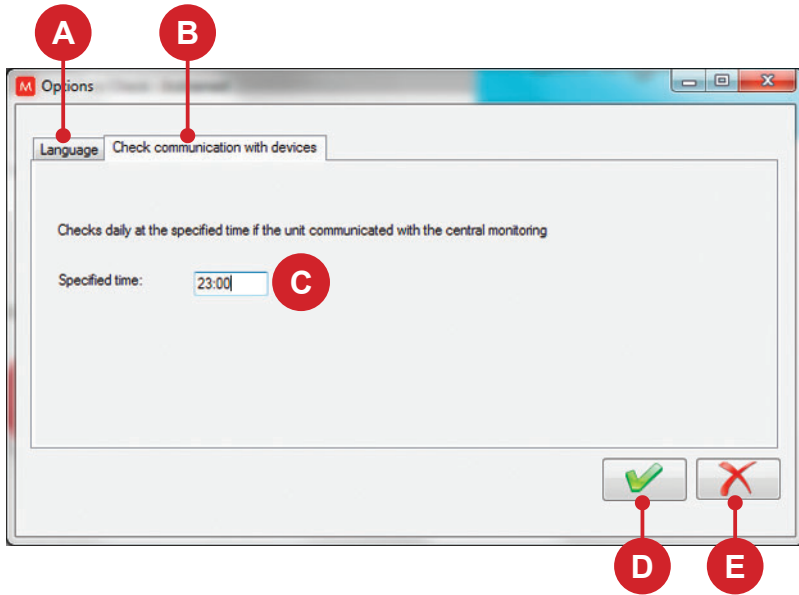 A B
M Options
Language Check communication with devices
Checks daily at the specified time if the unit communicated with the central monitoring
Specified time: 23:00 C
D E